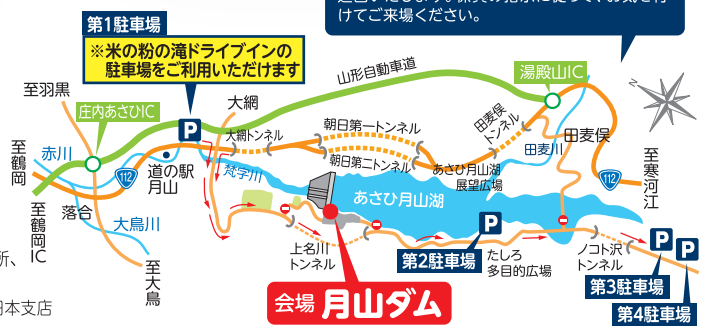 けてご来場ください。
第1駐車場
※米の粉の滝ドライブインの
駐車場をご利用いただけます
山形自動車道
湯殿山IC
至羽黒
庄内あさひIC
大網
P
大網トンネル
朝日第一トンネル
朝日第二トンネル
田麦俣
トンネル
田麦俣
田麦川
至鶴岡
赤川
112
道の駅
月山
梵字川
あさひ月山湖
展望広場
112
至寒河江
落合
大鳥川
あさひ月山湖
至鶴岡IC
至大鳥
上名川
トンネル
P
第2駐車場
たしろ
多目的広場
ノコト沢
トンネル
P
P
第3駐車場
第4駐車場
所、
会場 月山ダム
日本支店